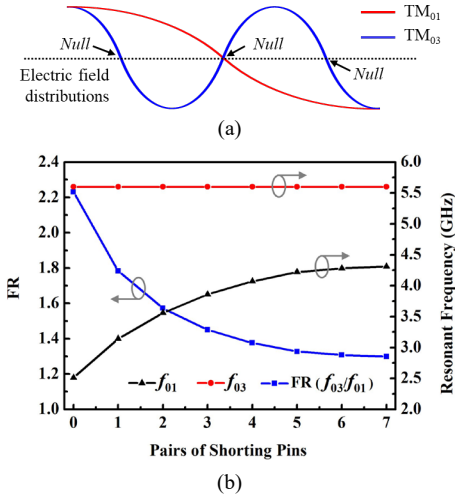 TM01
TM03
Null
Null
Null
Electric field
distributions
(a)
(b)
FR
2.4
2.2
2.0
1.8
1.6
1.4
1.2
1.0
6.0
5.5
5.0
4.5
4.0
3.5
3.0
2.5
2.0
Resonant Frequency (GHz)
f01 f03 FR (f03/f01)
0 1 2 3 4 5 6 7
Pairs of Shorting Pins
(b)